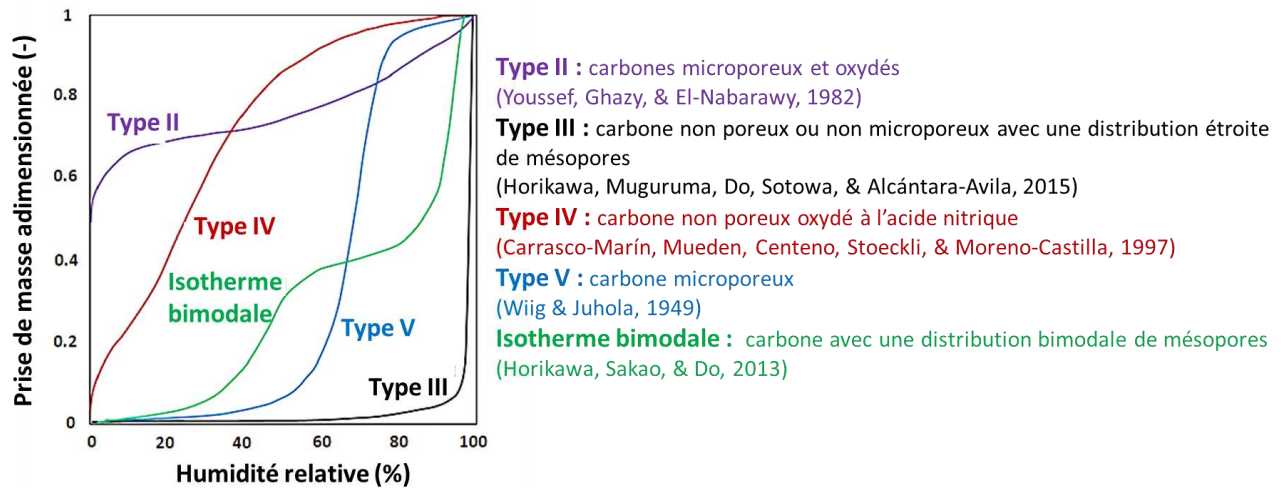 Prise de masse adimensionnée (-)
1
0.8
0.6
0.4
0.2
0
Type II
Type IV
Isotherme
bimodale
Type V
Type III
0 20 40 60 80 100
Humidité relative (%)
Type II : carbones microporeux et oxydés
(Youssef, Ghazy, & El-Nabarawy, 1982)
Type III : carbone non poreux ou non microporeux avec une distribution étroite
de mésopores
(Horikawa, Muguruma, Do, Sotowa, & Alcántara-Avila, 2015)
Type IV : carbone non poreux oxydé à l’acide nitrique
(Carrasco-Marín, Mueden, Centeno, Stoeckli, & Moreno-Castilla, 1997)
Type V : carbone microporeux
(Wiig & Juhola, 1949)
Isotherme bimodale : carbone avec une distribution bimodale de mésopores
(Horikawa, Sakao, & Do, 2013)